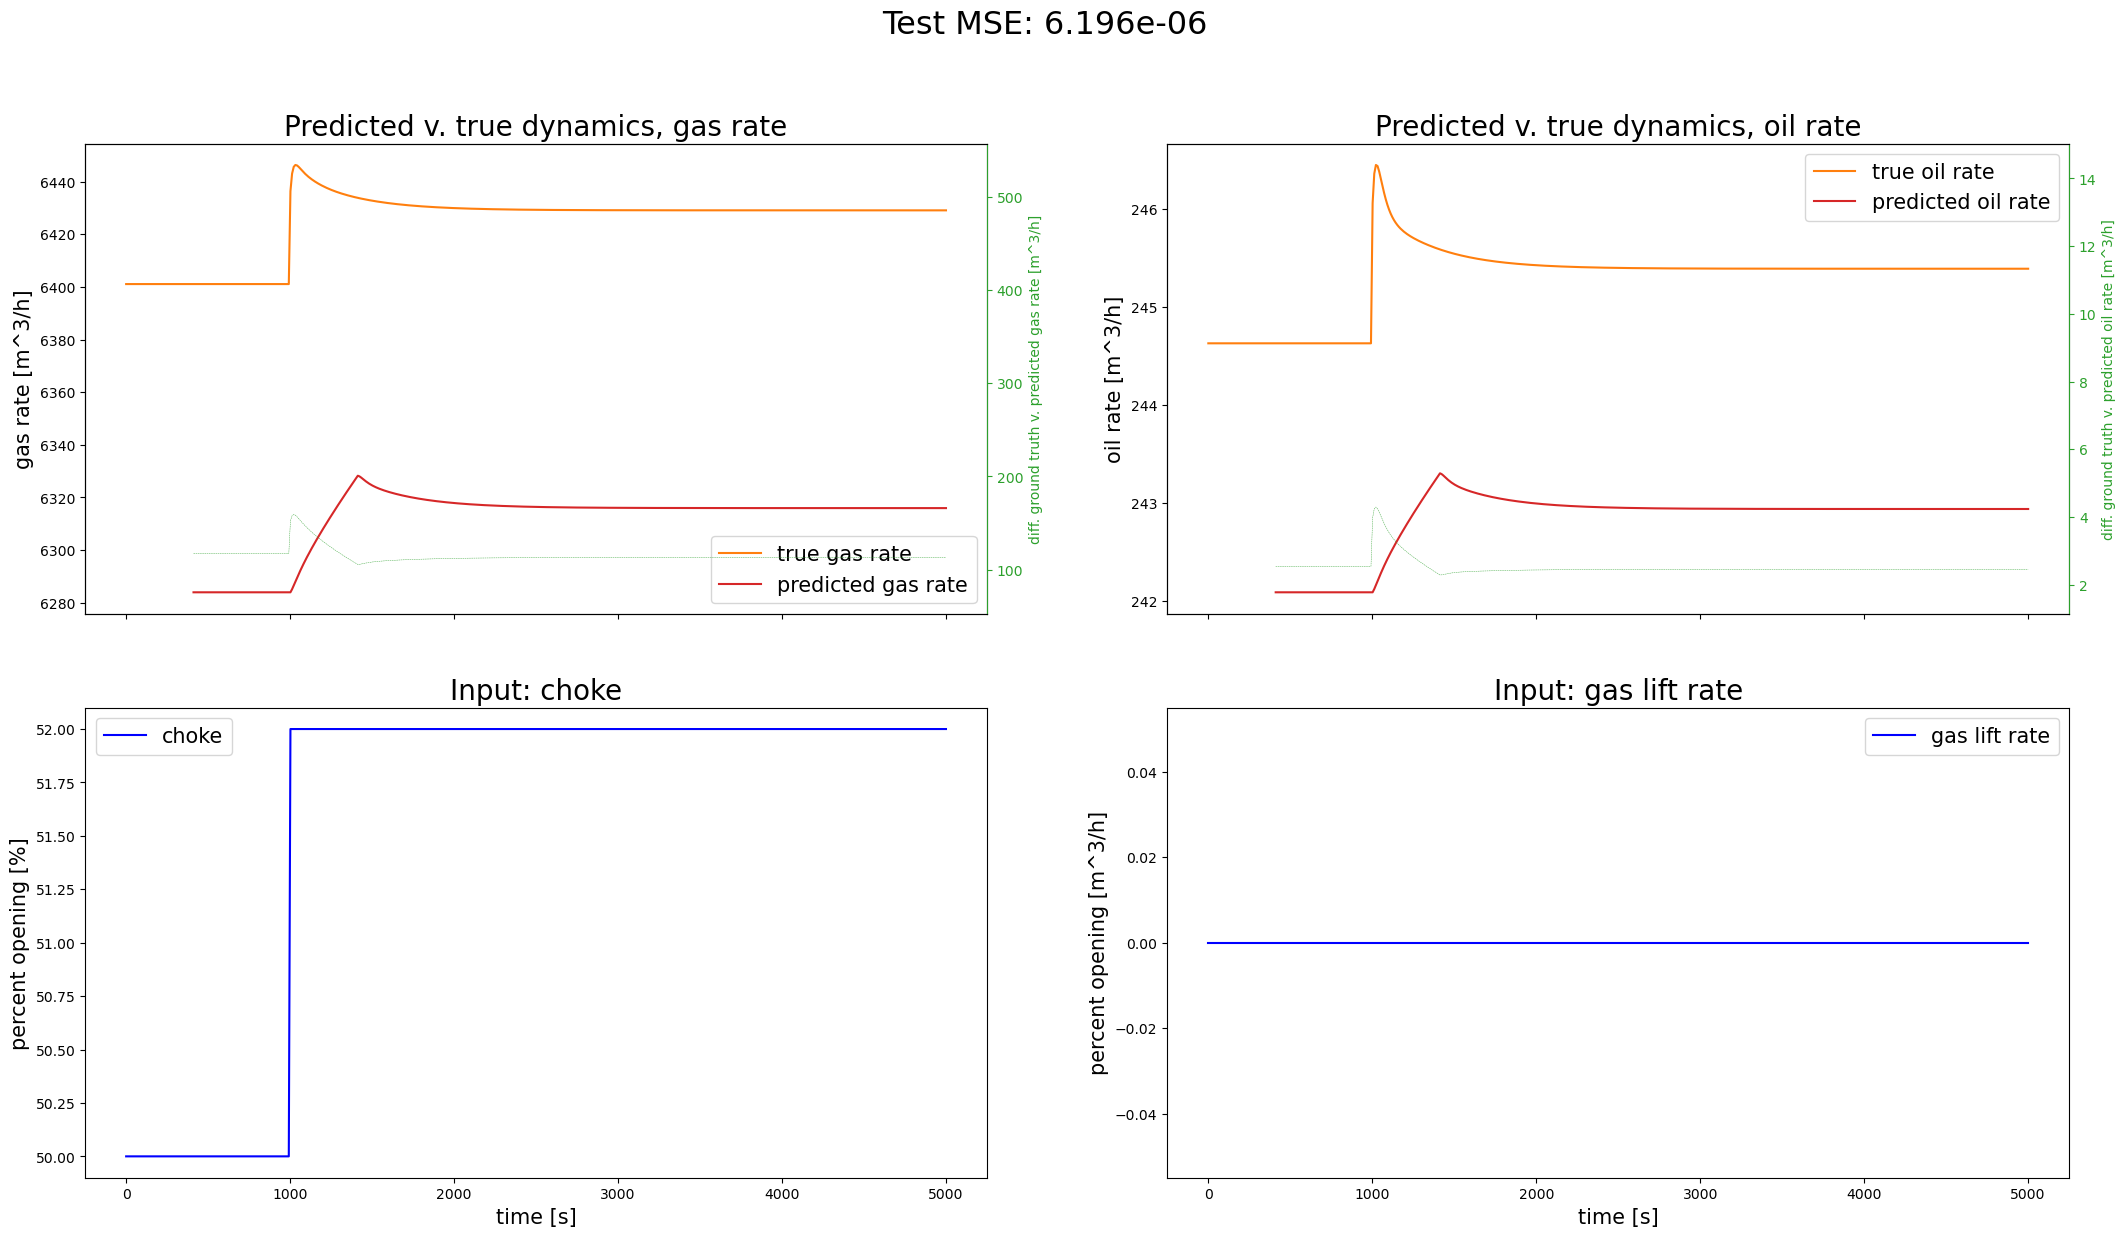 Test MSE: 6.196e-06
Predicted v. true dynamics, gas rate
gas rate [m^3/h]
6440
6420
6400
6380
6360
6340
6320
6300
6280
true gas rate
predicted gas rate
500
400
300
200
100
diff. ground truth v. predicted gas rate [m^3/h]
Predicted v. true dynamics, oil rate
oil rate [m^3/h]
246
245
244
243
242
true oil rate
predicted oil rate
14
12
10
8
6
4
2
diff. ground truth v. predicted oil rate [m^3/h]
Input: choke
percent opening [%]
52.00
51.75
51.50
51.25
51.00
50.75
50.50
50.25
50.00
choke
0 1000 2000 3000 4000 5000
time [s]
Input: gas lift rate
percent opening [m^3/h]
0.04
0.02
0.00
−0.02
−0.04
gas lift rate
0 1000 2000 3000 4000 5000
time [s]